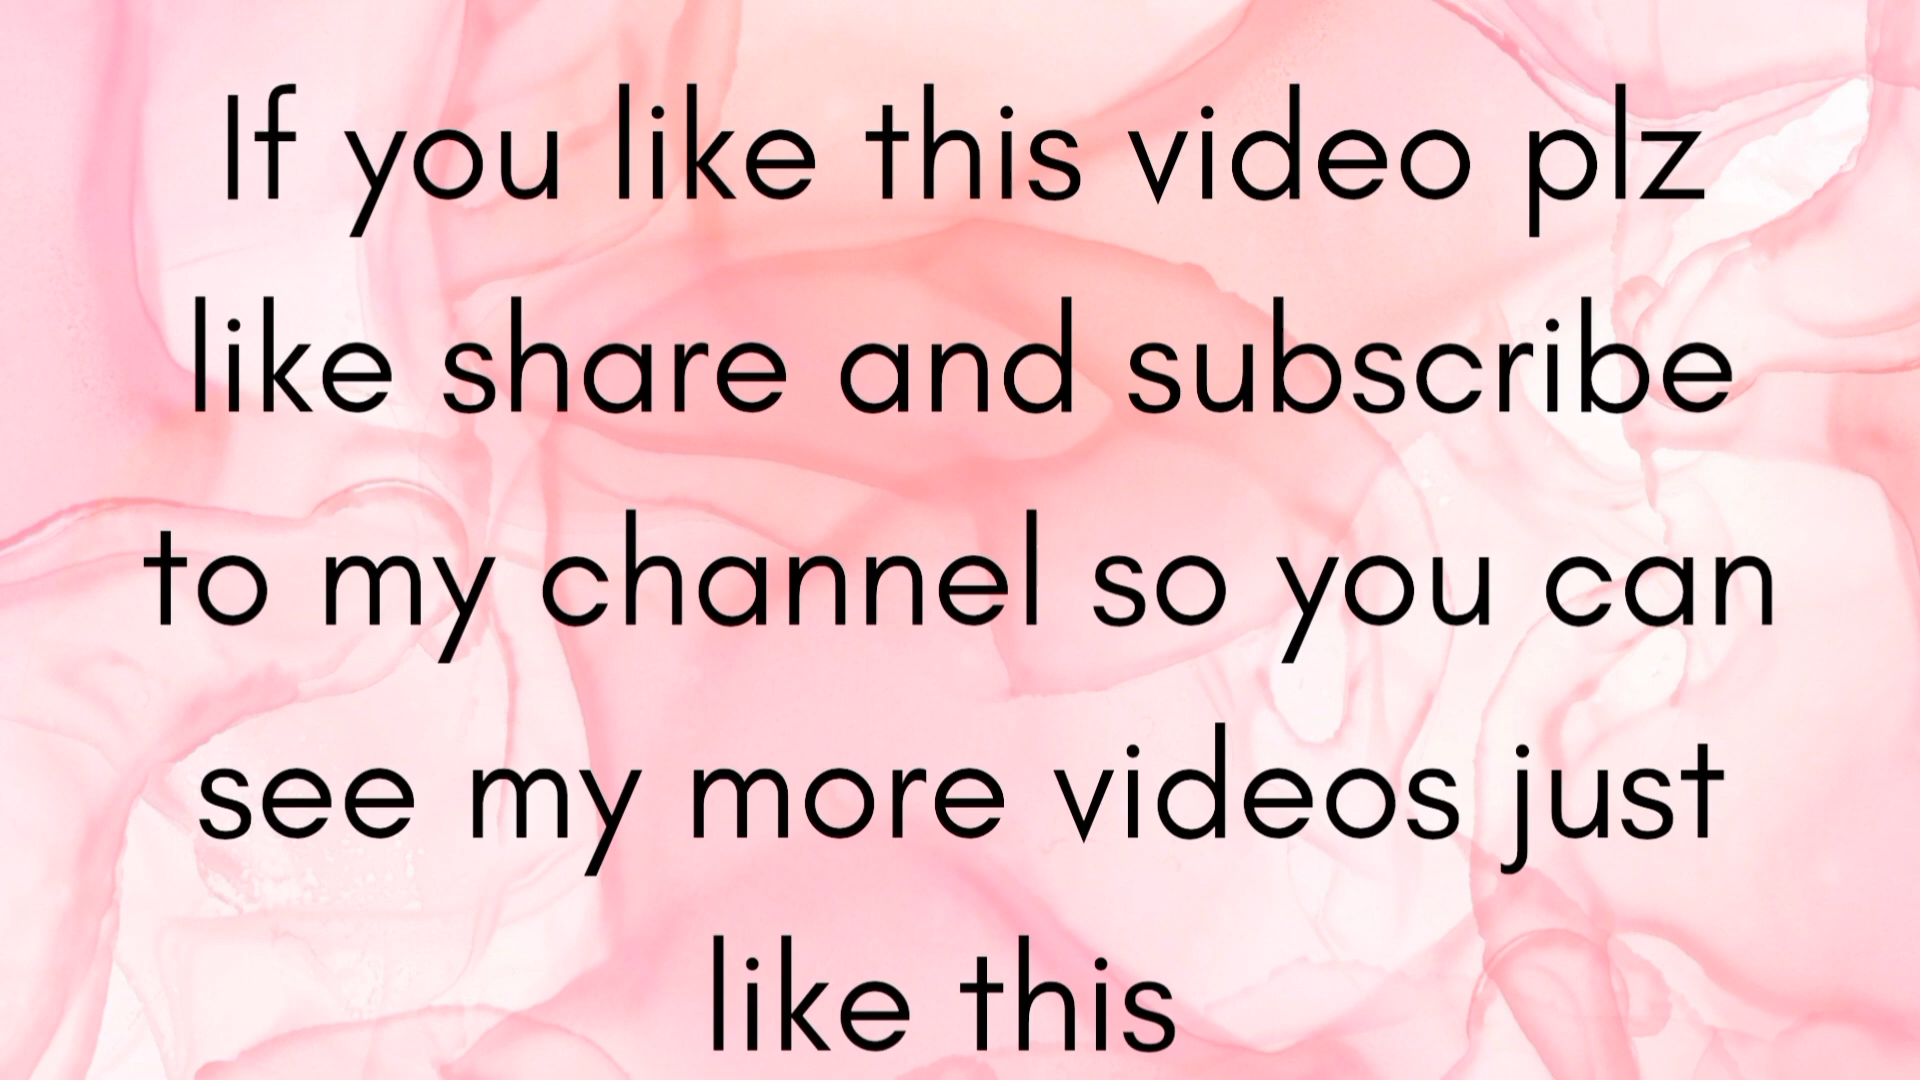 If you like this video plz
like share and subscribe
to my channel so you can
see my more videos just
like this